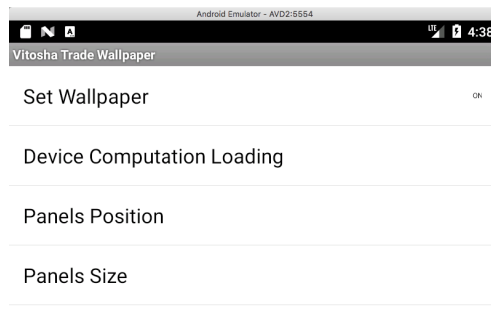 Android Emulator - AVD2:5554
LTE 4:38
Vitosha Trade Wallpaper
Set Wallpaper ON
Device Computation Loading
Panels Position
Panels Size